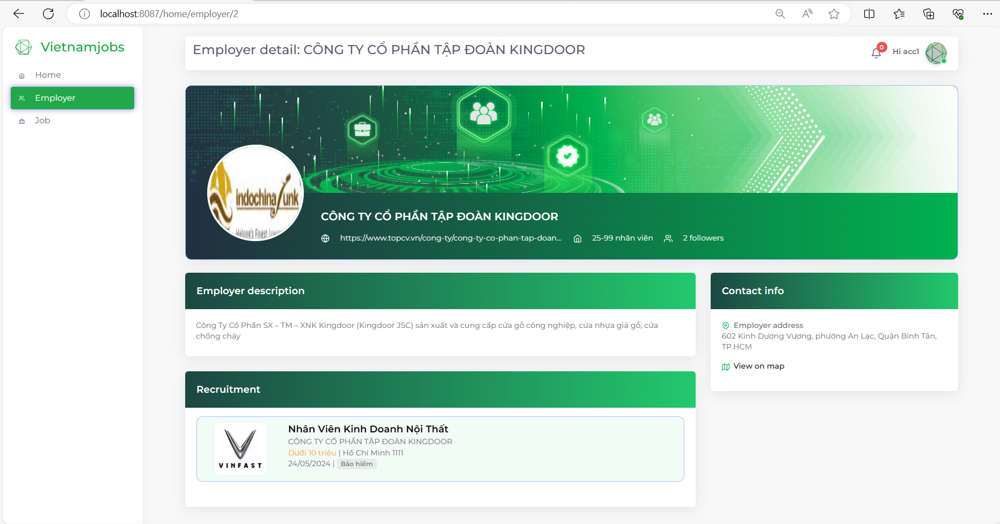 localhost:8087/home/employer/2
Vietnamjobs
Home
Employer
Job
Employer detail: CÔNG TY CỔ PHẦN TẬP ĐOÀN KINGDOOR
0
Hi acc1
indochina Junk
CÔNG TY CỔ PHẦN TẬP ĐOÀN KINGDOOR
https://www.topcv.vn/cong-ty/cong-ty-co-phan-tap-doan...
25-99 nhân viên
2 followers
Employer description
Công Ty Cổ Phần SX – TM – XNK Kingdoor (Kingdoor JSC) sản xuất và cung cấp cửa gỗ công nghiệp, cửa nhựa giả gỗ, cửa
chống cháy
Contact info
Employer address
602 Kinh Dương Vương, phường An Lạc, Quận Bình Tân,
TP.HCM
View on map
Recruitment
VINFAST
Nhân Viên Kinh Doanh Nội Thất
CÔNG TY CỔ PHẦN TẬP ĐOÀN KINGDOOR
Dưới 10 triệu | Hồ Chí Minh 1111
24/05/2024 | Bảo hiểm